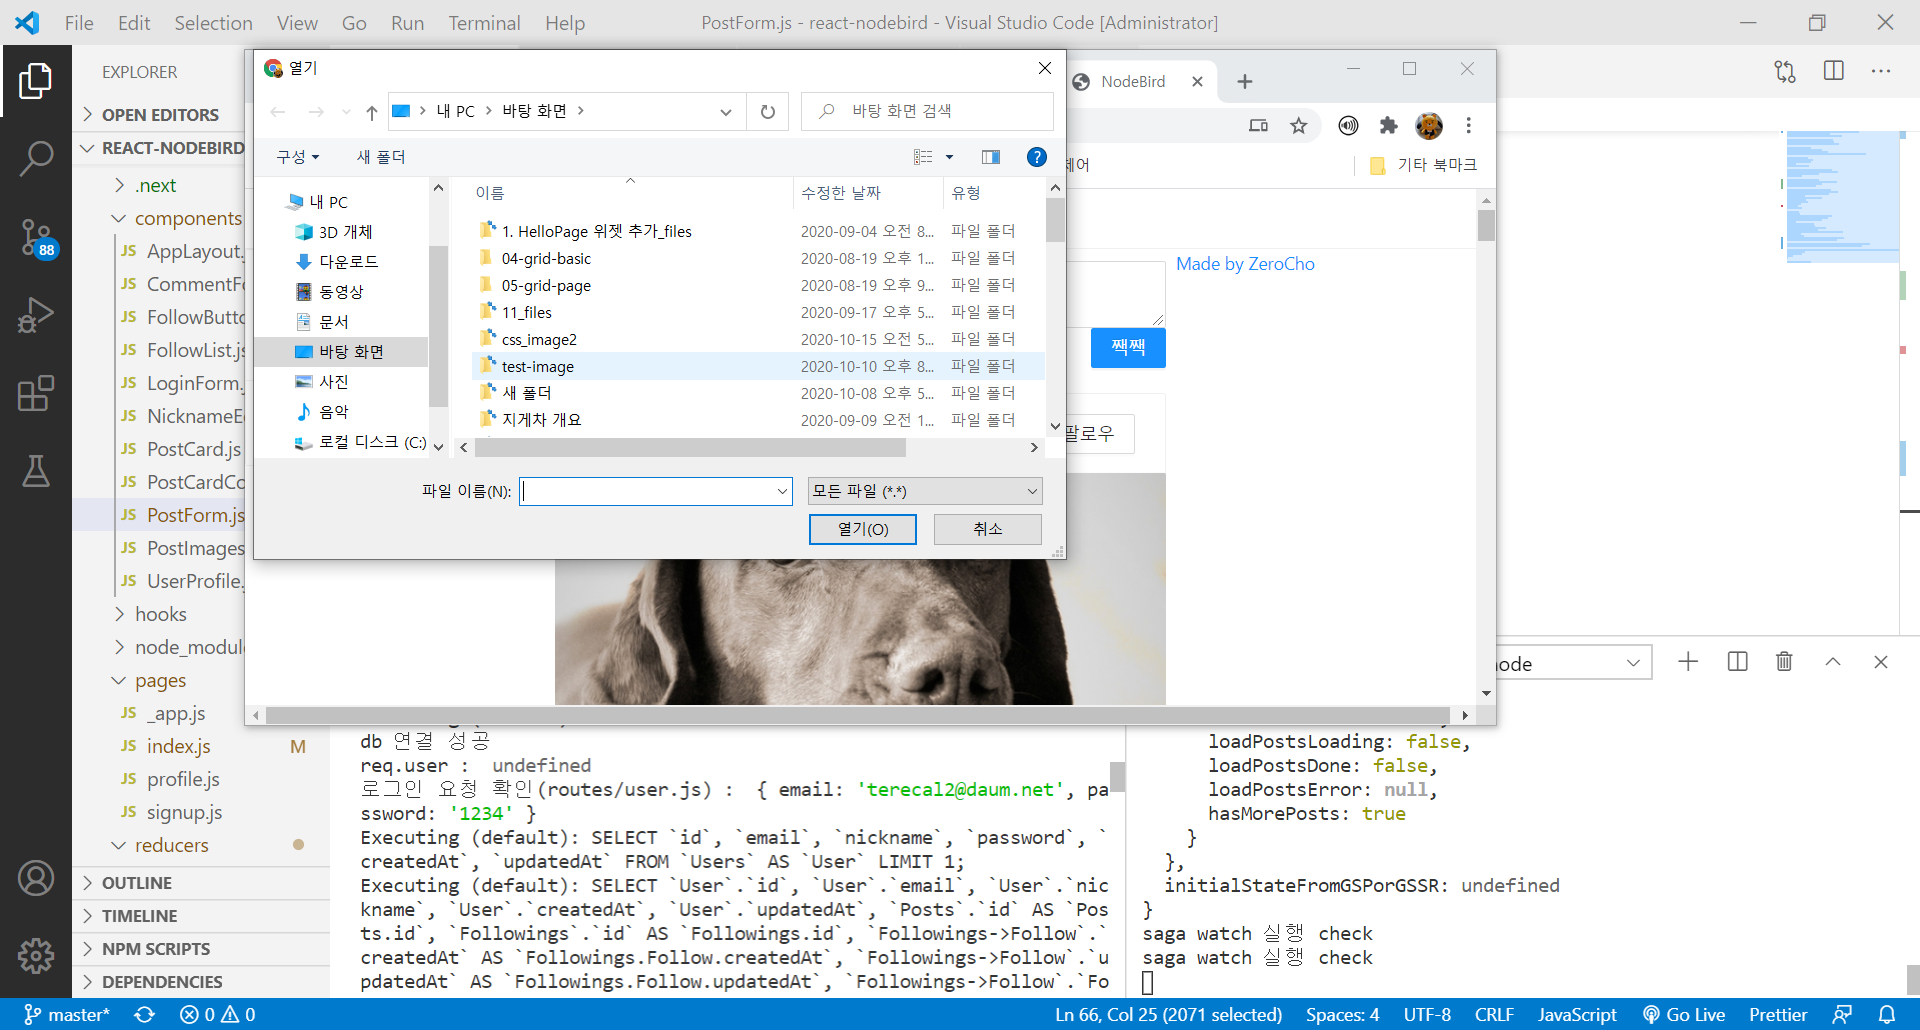 File Edit Selection View Go Run Terminal Help
PostForm.js - react-nodebird - Visual Studio Code [Administrator]
EXPLORER
OPEN EDITORS
REACT-NODEBIRD
.next
components
JS AppLayout.
JS CommentFo
JS FollowButto
JS FollowList.js
JS LoginForm.
JS NicknameE
JS PostCard.js
JS PostCardCo
JS PostForm.js
JS PostImages
JS UserProfile.
hooks
node_modul
pages
JS _app.js
JS index.js M
JS profile.js
JS signup.js
reducers
OUTLINE
TIMELINE
NPM SCRIPTS
DEPENDENCIES
88
열기
내 PC
바탕 화면
바탕 화면 검색
구성
새 폴더
내 PC
3D 개체
다운로드
동영상
문서
바탕 화면
사진
음악
로컬 디스크 (C:)
이름 수정한 날짜 유형
1. HelloPage 위젯 추가_files 2020-09-04 오전 8... 파일 폴더
04-grid-basic 2020-08-19 오후 1... 파일 폴더
05-grid-page 2020-08-19 오후 9... 파일 폴더
11_files 2020-09-17 오후 5... 파일 폴더
css_image2 2020-10-15 오전 5... 파일 폴더
test-image 2020-10-10 오후 8... 파일 폴더
새 폴더 2020-10-08 오후 5... 파일 폴더
지게차 개요 2020-09-09 오전 1... 파일 폴더
파일 이름(N):
모든 파일 (*.*)
열기(O)
취소
NodeBird
기타 북마크
Made by ZeroCho
짹짹
팔로우
node
db 연결 성공
req.user :  undefined
로그인 요청 확인(routes/user.js) :  { email: 'terecal2@daum.net', pa
ssword: '1234' }
Executing (default): SELECT `id`, `email`, `nickname`, `password`, `
createdAt`, `updatedAt` FROM `Users` AS `User` LIMIT 1;
Executing (default): SELECT `User`.`id`, `User`.`email`, `User`.`nic
kname`, `User`.`createdAt`, `User`.`updatedAt`, `Posts`.`id` AS `Pos
ts.id`, `Followings`.`id` AS `Followings.id`, `Followings->Follow`.`
createdAt` AS `Followings.Follow.createdAt`, `Followings->Follow`.`u
pdatedAt` AS `Followings.Follow.updatedAt`, `Followings->Follow`.`Fo
loadPostsLoading: false,
loadPostsDone: false,
loadPostsError: null,
hasMorePosts: true
}
},
initialStateFromGSPorGSSR: undefined
}
saga watch 실행 check
saga watch 실행 check
master* 0 0 Ln 66, Col 25 (2071 selected) Spaces: 4 UTF-8 CRLF JavaScript Go Live Prettier